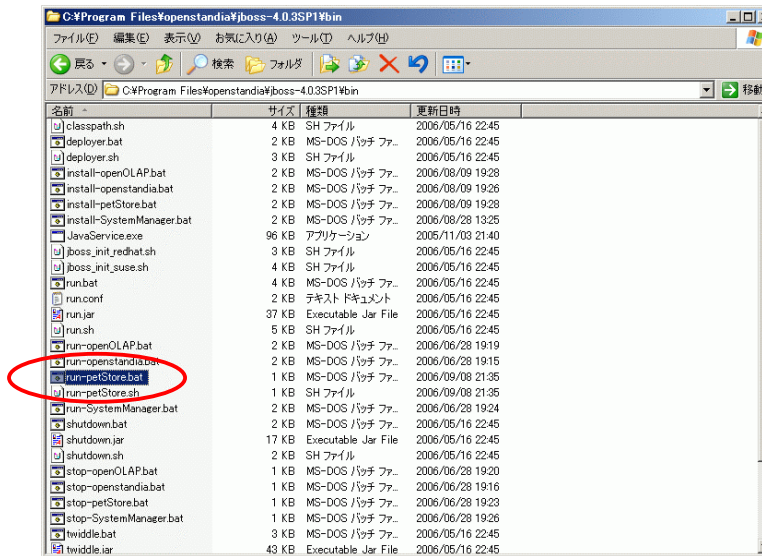 C:¥Program Files¥openstandia¥jboss-4.0.3SP1¥bin
ファイル(F) 編集(E) 表示(V) お気に入り(A) ツール(T) ヘルプ(H)
戻る 検索 フォルダ
アドレス(D) C:¥Program Files¥openstandia¥jboss-4.0.3SP1¥bin 移動
名前 サイズ 種類 更新日時
classpath.sh 4 KB SH ファイル 2006/05/16 22:45
deployer.bat 2 KB MS-DOS バッチ ファ... 2006/05/16 22:45
deployer.sh 3 KB SH ファイル 2006/05/16 22:45
install-openOLAP.bat 2 KB MS-DOS バッチ ファ... 2006/08/09 19:28
install-openstandia.bat 2 KB MS-DOS バッチ ファ... 2006/08/09 19:26
install-petStore.bat 2 KB MS-DOS バッチ ファ... 2006/08/09 19:28
install-SystemManager.bat 2 KB MS-DOS バッチ ファ... 2006/08/28 13:25
JavaService.exe 96 KB アプリケーション 2005/11/03 21:40
jboss_init_redhat.sh 3 KB SH ファイル 2006/05/16 22:45
jboss_init_suse.sh 4 KB SH ファイル 2006/05/16 22:45
run.bat 4 KB MS-DOS バッチ ファ... 2006/05/16 22:45
run.conf 2 KB テキスト ドキュメント 2006/05/16 22:45
run.jar 37 KB Executable Jar File 2006/05/16 22:45
run.sh 5 KB SH ファイル 2006/05/16 22:45
run-openOLAP.bat 2 KB MS-DOS バッチ ファ... 2006/06/28 19:19
run-openstandia.bat 2 KB MS-DOS バッチ ファ... 2006/06/28 19:15
run-petStore.bat 1 KB MS-DOS バッチ ファ... 2006/09/08 21:35
run-petStore.sh 1 KB SH ファイル 2006/09/08 21:35
run-SystemManager.bat 2 KB MS-DOS バッチ ファ... 2006/06/28 19:24
shutdown.bat 2 KB MS-DOS バッチ ファ... 2006/05/16 22:45
shutdown.jar 17 KB Executable Jar File 2006/05/16 22:45
shutdown.sh 2 KB SH ファイル 2006/05/16 22:45
stop-openOLAP.bat 1 KB MS-DOS バッチ ファ... 2006/06/28 19:20
stop-openstandia.bat 1 KB MS-DOS バッチ ファ... 2006/06/28 19:16
stop-petStore.bat 1 KB MS-DOS バッチ ファ... 2006/06/28 19:23
stop-SystemManager.bat 1 KB MS-DOS バッチ ファ... 2006/06/28 19:26
twiddle.bat 3 KB MS-DOS バッチ ファ... 2006/05/16 22:45
twiddle.jar 43 KB Executable Jar File 2006/05/16 22:45